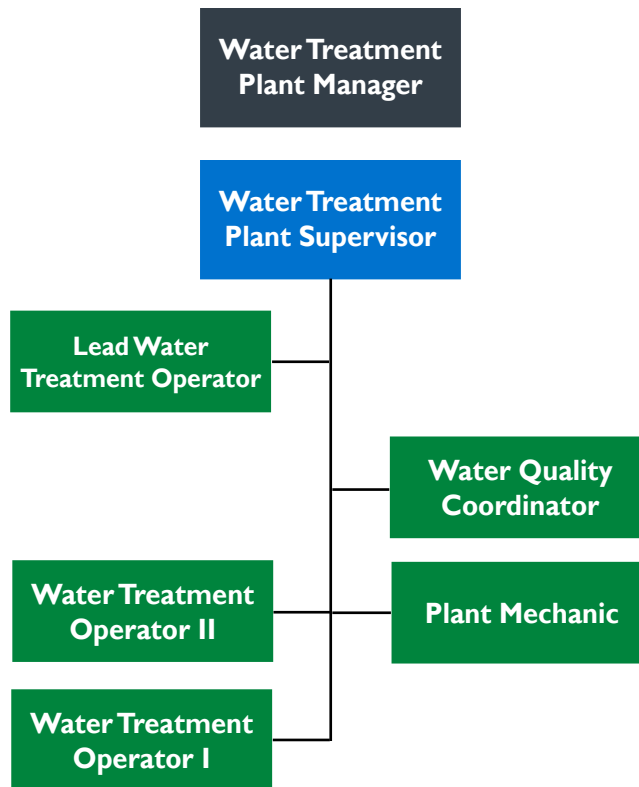 Water Treatment
Plant Manager
Water Treatment
Plant Supervisor
Lead Water
Treatment Operator
Water Quality
Coordinator
Water Treatment
Operator II
Plant Mechanic
Water Treatment
Operator I